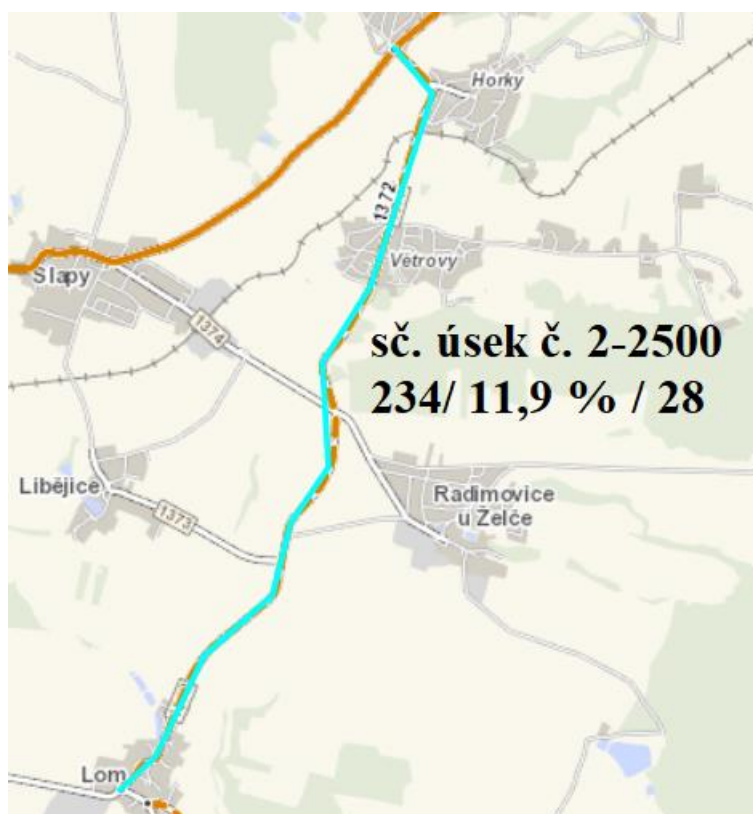 Horky
1372
Větrovy
Slapy
1374
sč. úsek č. 2-2500
234/ 11,9 % / 28
Libějice
1373
Radimovice
u Želče
Lom